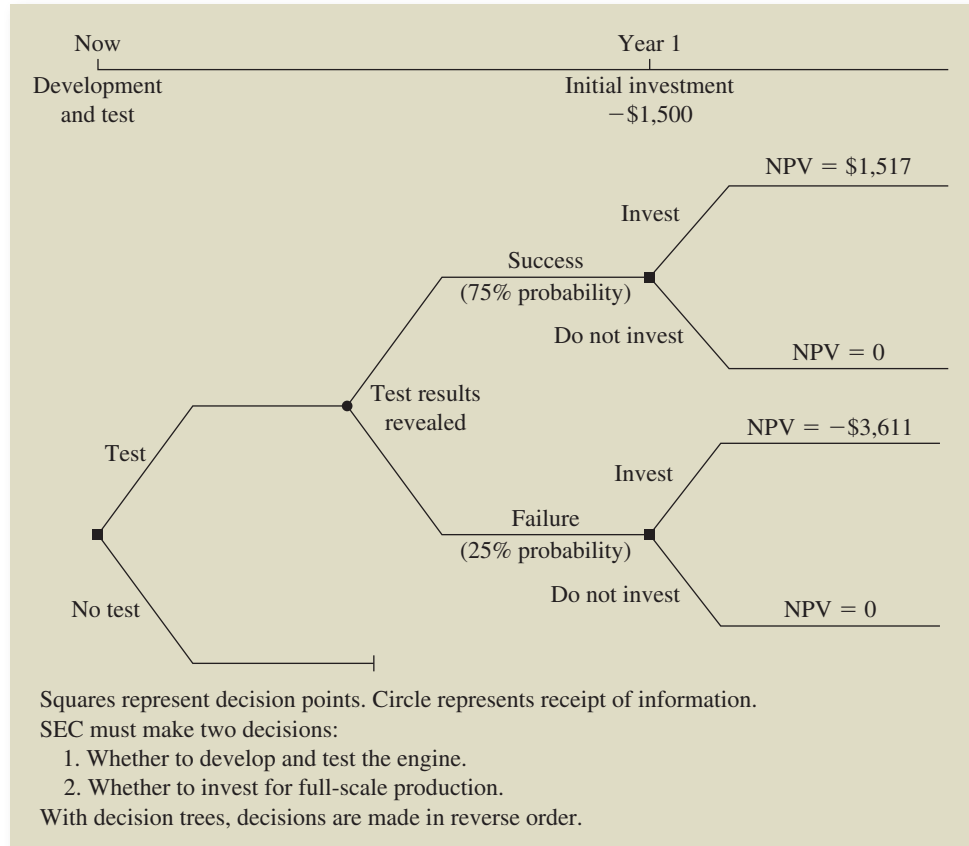 Now
Year 1
Development
and test
Initial investment
−$1,500
NPV = $1,517
Invest
Success
(75% probability)
Do not invest
NPV = 0
Test results
revealed
NPV = −$3,611
Test
Invest
Failure
(25% probability)
Do not invest
No test
NPV = 0
Squares represent decision points. Circle represents receipt of information.
SEC must make two decisions:
1. Whether to develop and test the engine.
2. Whether to invest for full-scale production.
With decision trees, decisions are made in reverse order.